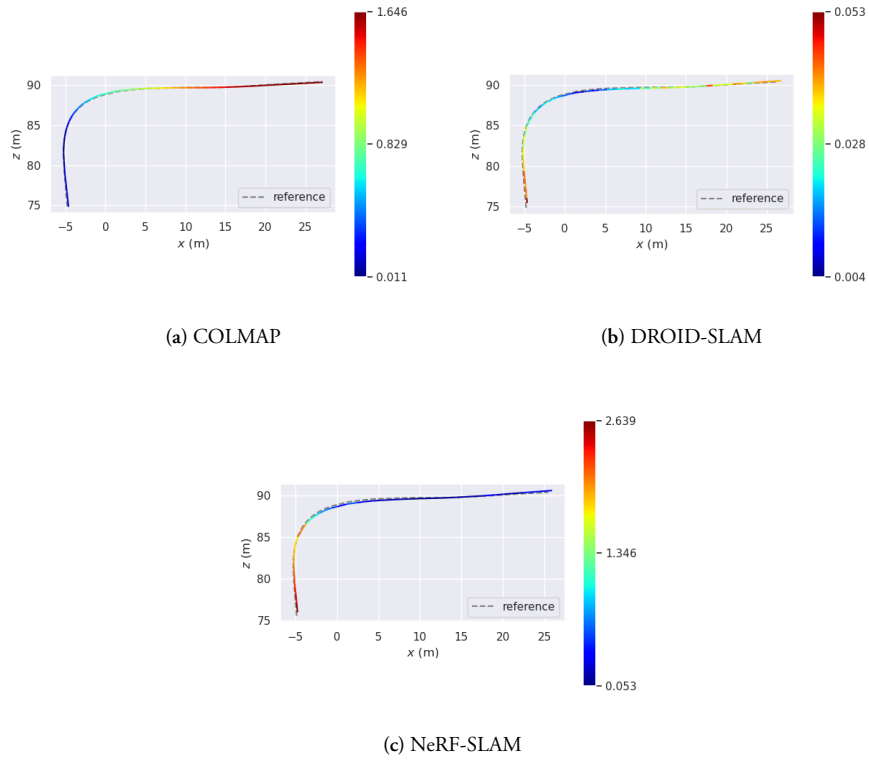 1.646
90
85
80
75
z (m)
reference
−5 0 5 10 15 20 25
x (m)
0.829
0.011
(a) COLMAP
0.053
90
85
80
75
z (m)
reference
−5 0 5 10 15 20 25
x (m)
0.028
0.004
(b) DROID-SLAM
2.639
90
85
80
75
z (m)
reference
−5 0 5 10 15 20 25
x (m)
1.346
0.053
(c) NeRF-SLAM